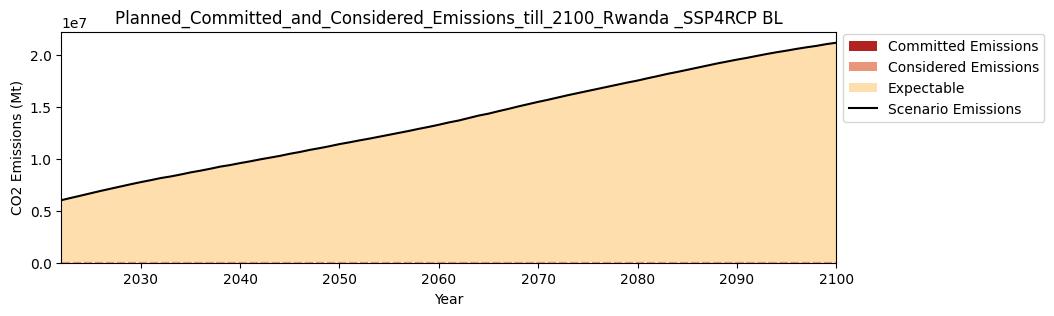 Planned_Committed_and_Considered_Emissions_till_2100_Rwanda _SSP4RCP BL
1e7
Committed Emissions
Considered Emissions
Expectable
Scenario Emissions
CO2 Emissions (Mt)
2.0
1.5
1.0
0.5
0.0
2030 2040 2050 2060 2070 2080 2090 2100
Year